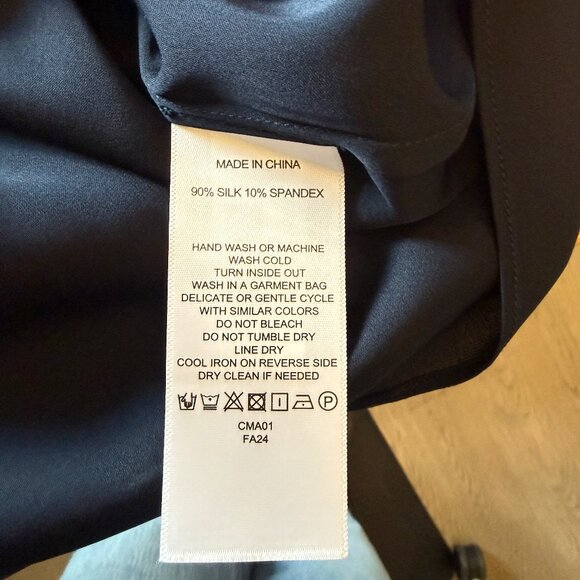 MADE IN CHINA
90% SILK 10% SPANDEX
HAND WASH OR MACHINE
WASH COLD
TURN INSIDE OUT
WASH IN A GARMENT BAG
DELICATE OR GENTLE CYCLE
WITH SIMILAR COLORS
DO NOT BLEACH
DO NOT TUMBLE DRY
LINE DRY
COOL IRON ON REVERSE SIDE
DRY CLEAN IF NEEDED
P
CMA01
FA24